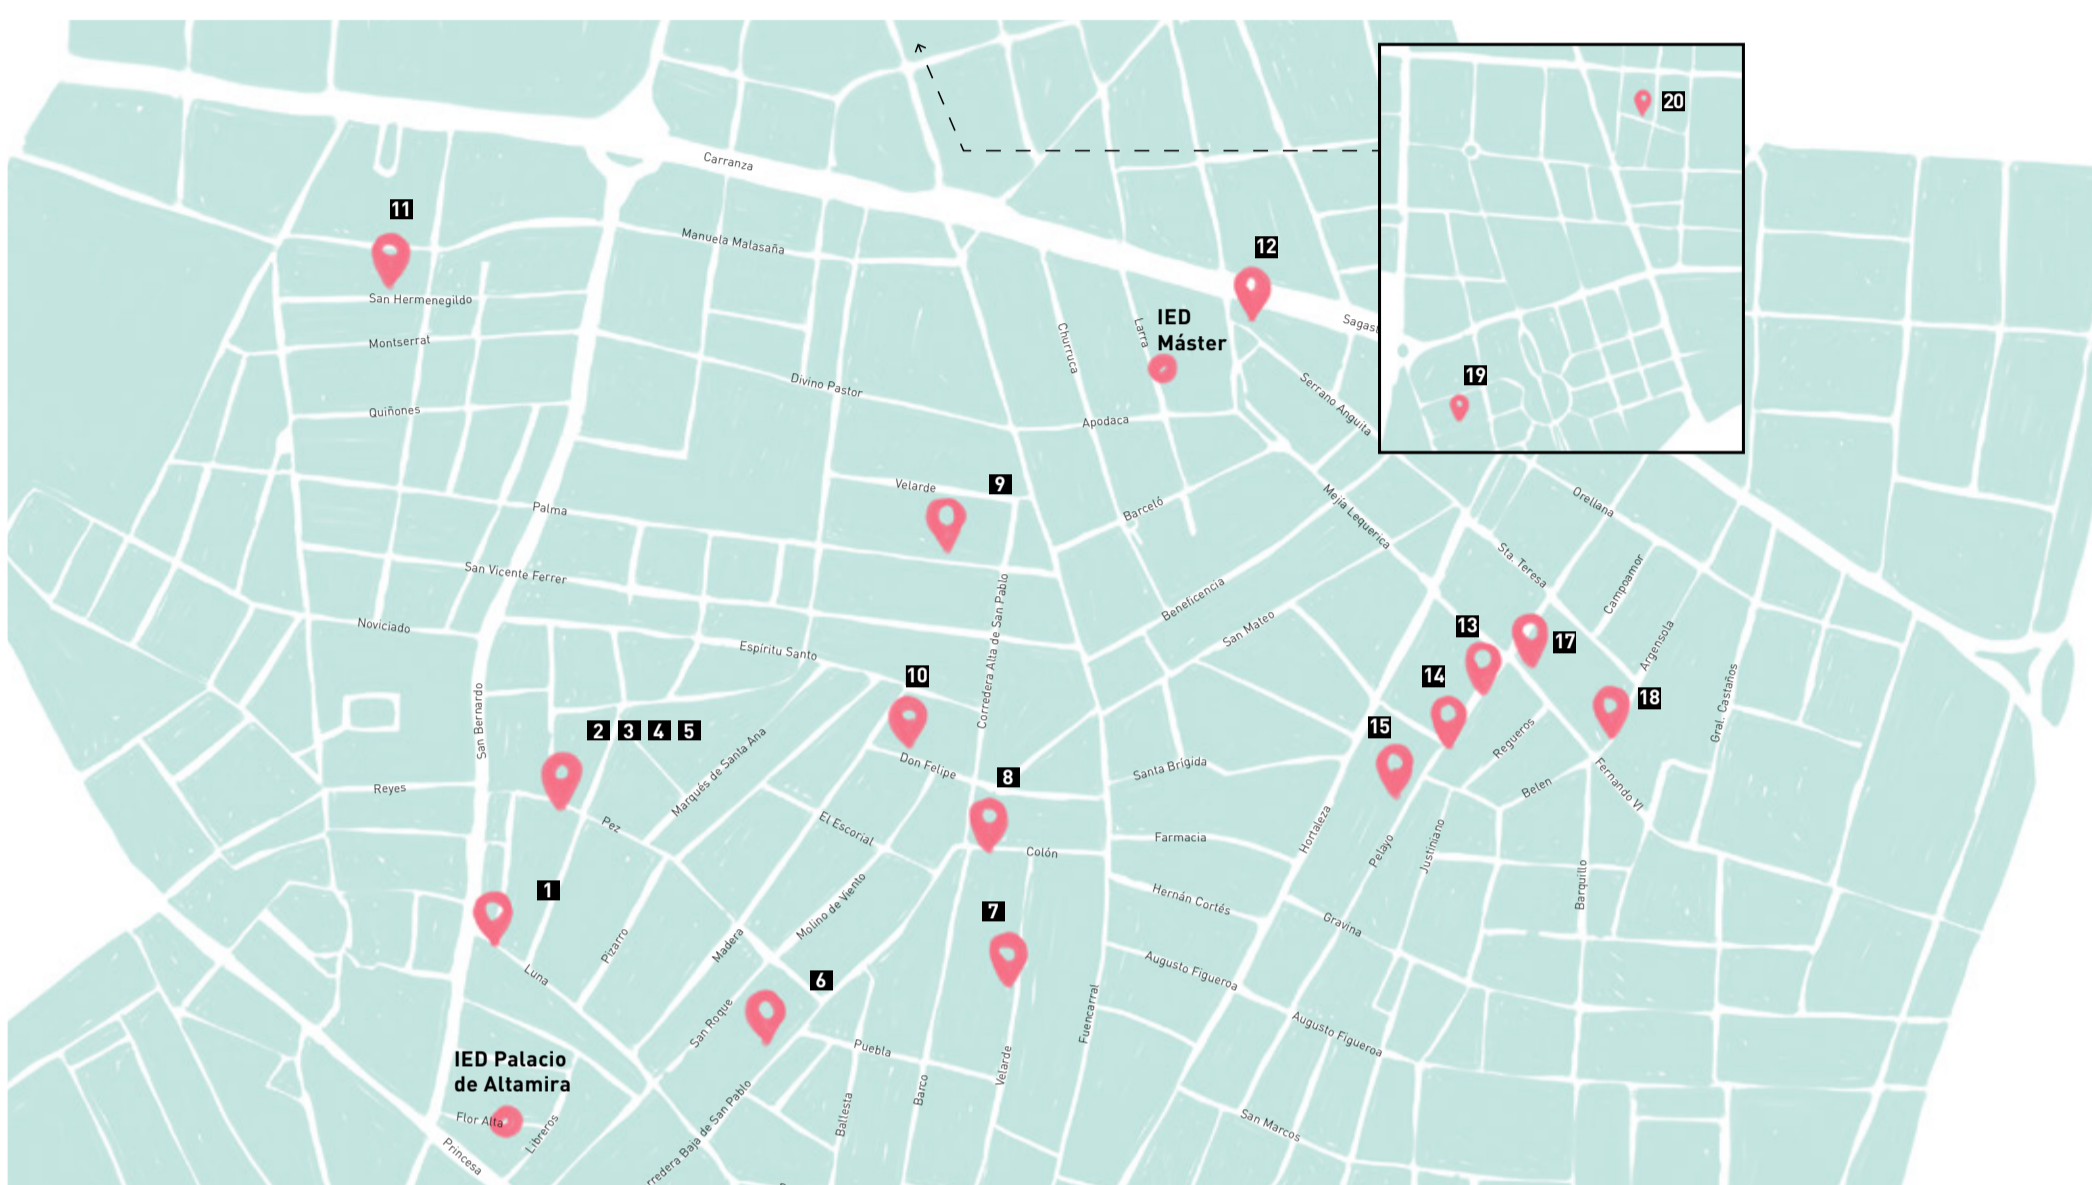 20
Carranza
11
Manuela Malasaña
12
San Hermenegildo
IED
Máster
Larra
Sagast
Montserrat
Churruca
Divino Pastor
19
Serrano Anguita
Quiñones
Apodaca
Velarde
9
Palma
Barceló
Mejía Lequerica
Orellana
San Vicente Ferrer
Sta. Teresa
Campoamor
Beneficencia
Noviciado
San Mateo
Corredera Alta de San Pablo
Espíritu Santo
13
17
Argensola
10
14
18
Gral. Castaños
San Bernardo
2 3 4 5
15
Marqués de Santa Ana
Regueros
Don Felipe
Santa Brígida
8
Reyes
Belen
Fernando VI
Pez
El Escorial
Hortaleza
Farmacia
Colón
Pelayo
Justiniano
1
Hernán Cortés
Barquillo
Molino de Viento
7
Gravina
Pizarro
Madera
Luna
6
Augusto Figueroa
San Roque
Fuencarral
Augusto Figueroa
IED Palacio
de Altamira
Puebla
Velarde
Barco
Flor Alta
Libreros
Ballesta
San Marcos
Princesa
rredera Baja de San Pablo